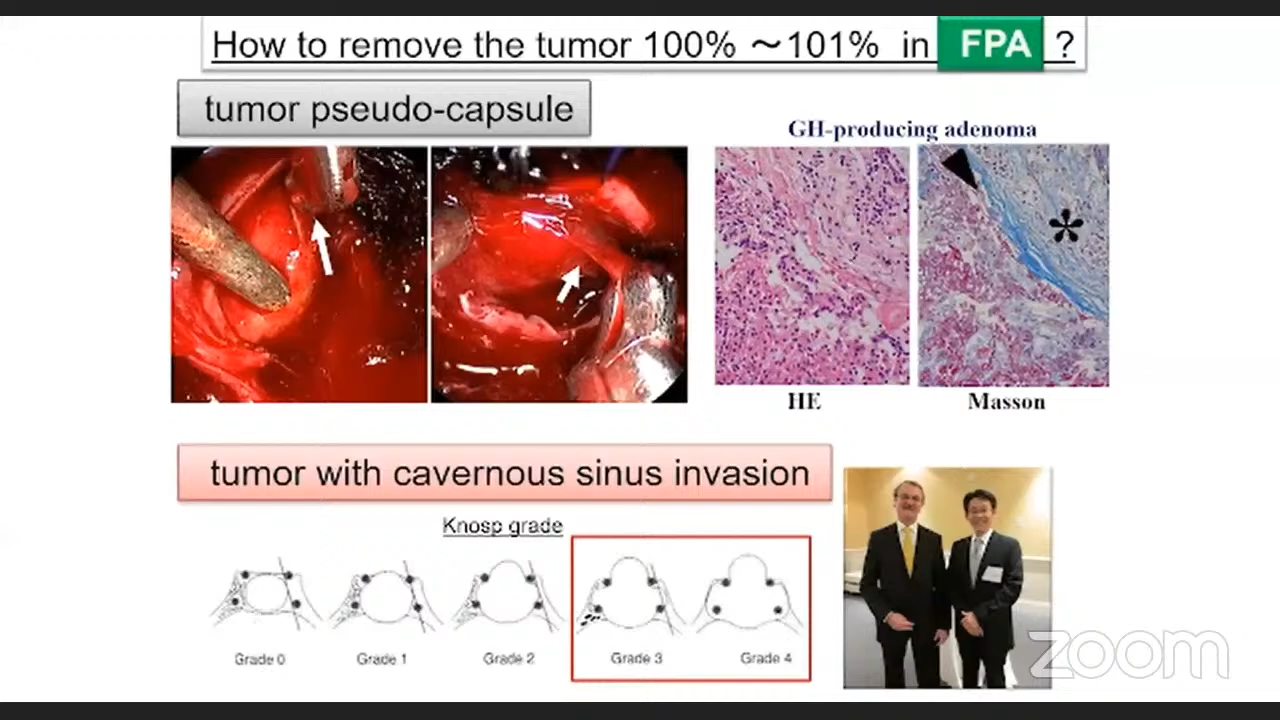 How to remove the tumor 100% ~101% in FPA ?
tumor pseudo-capsule
GH-producing adenoma
*
HE
Masson
tumor with cavernous sinus invasion
Knosp grade
Grade 0
Grade 1
Grade 2
Grade 3
Grade 4
zoom